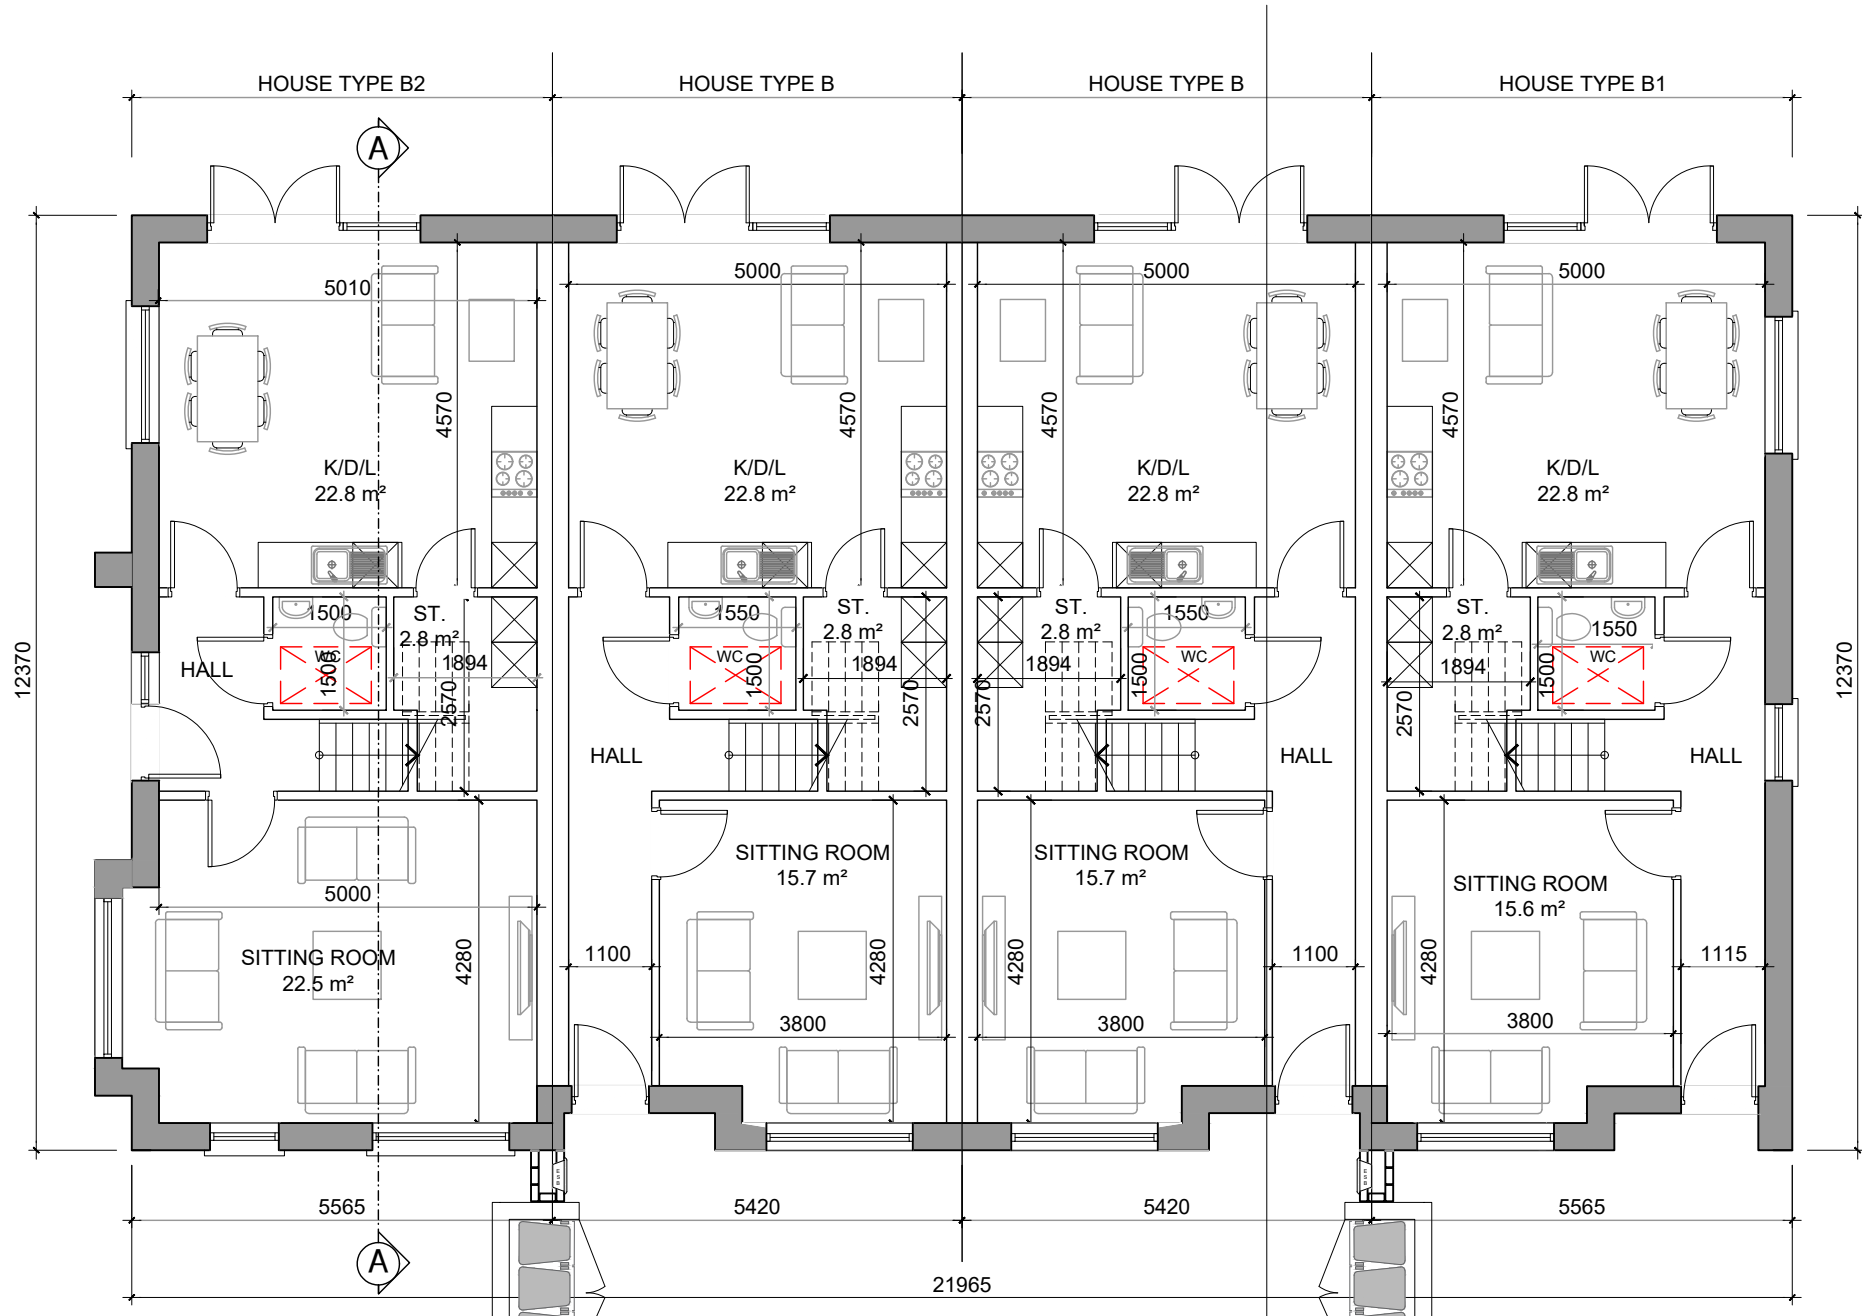 HOUSE TYPE B2
HOUSE TYPE B
HOUSE TYPE B
HOUSE TYPE B1
A
5010
5000
5000
5000
4570
4570
4570
4570
K/D/L
22.8 m²
K/D/L
22.8 m²
K/D/L
22.8 m²
K/D/L
22.8 m²
12370
12370
1500
ST.
2.8 m²
WC
1500
1894
2570
HALL
1550
ST.
2.8 m²
WC
1500
1894
2570
HALL
ST.
2.8 m²
1550
WC
1500
1894
2570
HALL
ST.
2.8 m²
1550
WC
1500
1894
2570
HALL
5000
SITTING ROOM
22.5 m²
4280
SITTING ROOM
15.7 m²
1100
4280
3800
SITTING ROOM
15.7 m²
4280
1100
3800
SITTING ROOM
15.6 m²
4280
1115
3800
ESB
ESB
5565
5420
5420
5565
A
21965